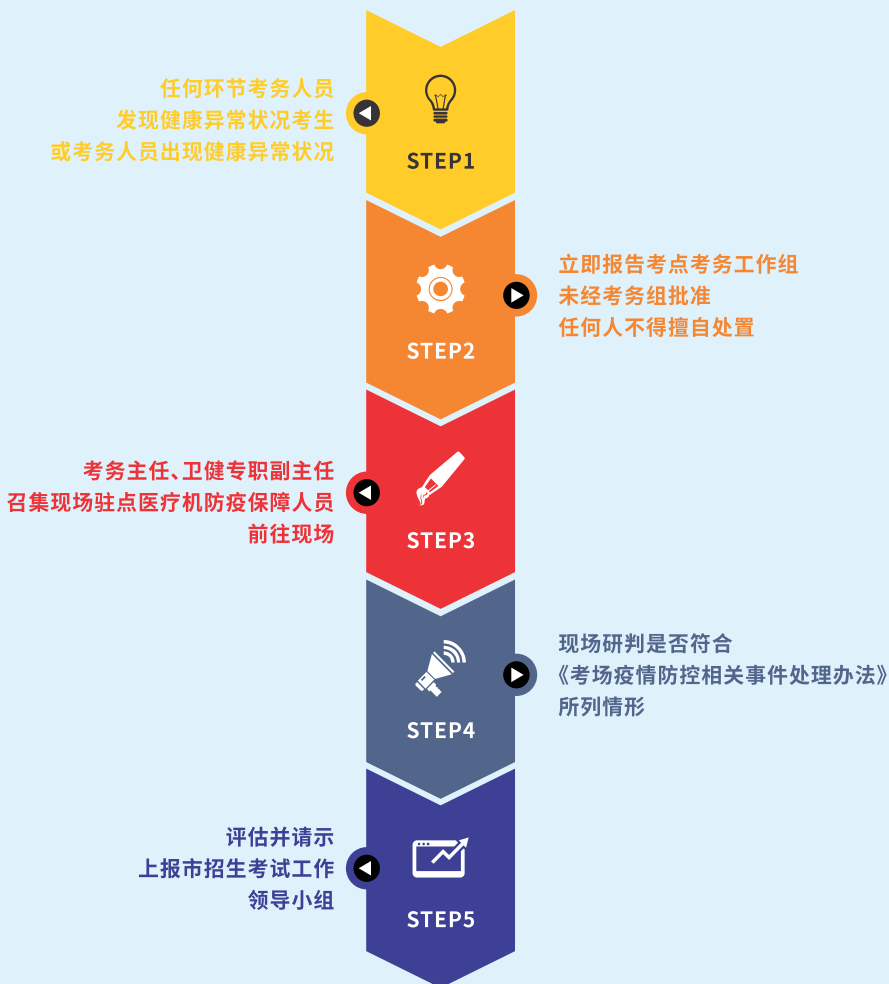 任何环节考务人员
发现健康异常状况考生
或考务人员出现健康异常状况
STEP1
立即报告考点考务工作组
未经考务组批准
任何人不得擅自处置
STEP2
考务主任、卫健专职副主任
召集现场驻点医疗机防疫保障人员
前往现场
STEP3
现场研判是否符合
《考场疫情防控相关事件处理办法》
所列情形
STEP4
评估并请示
上报市招生考试工作
领导小组
STEP5